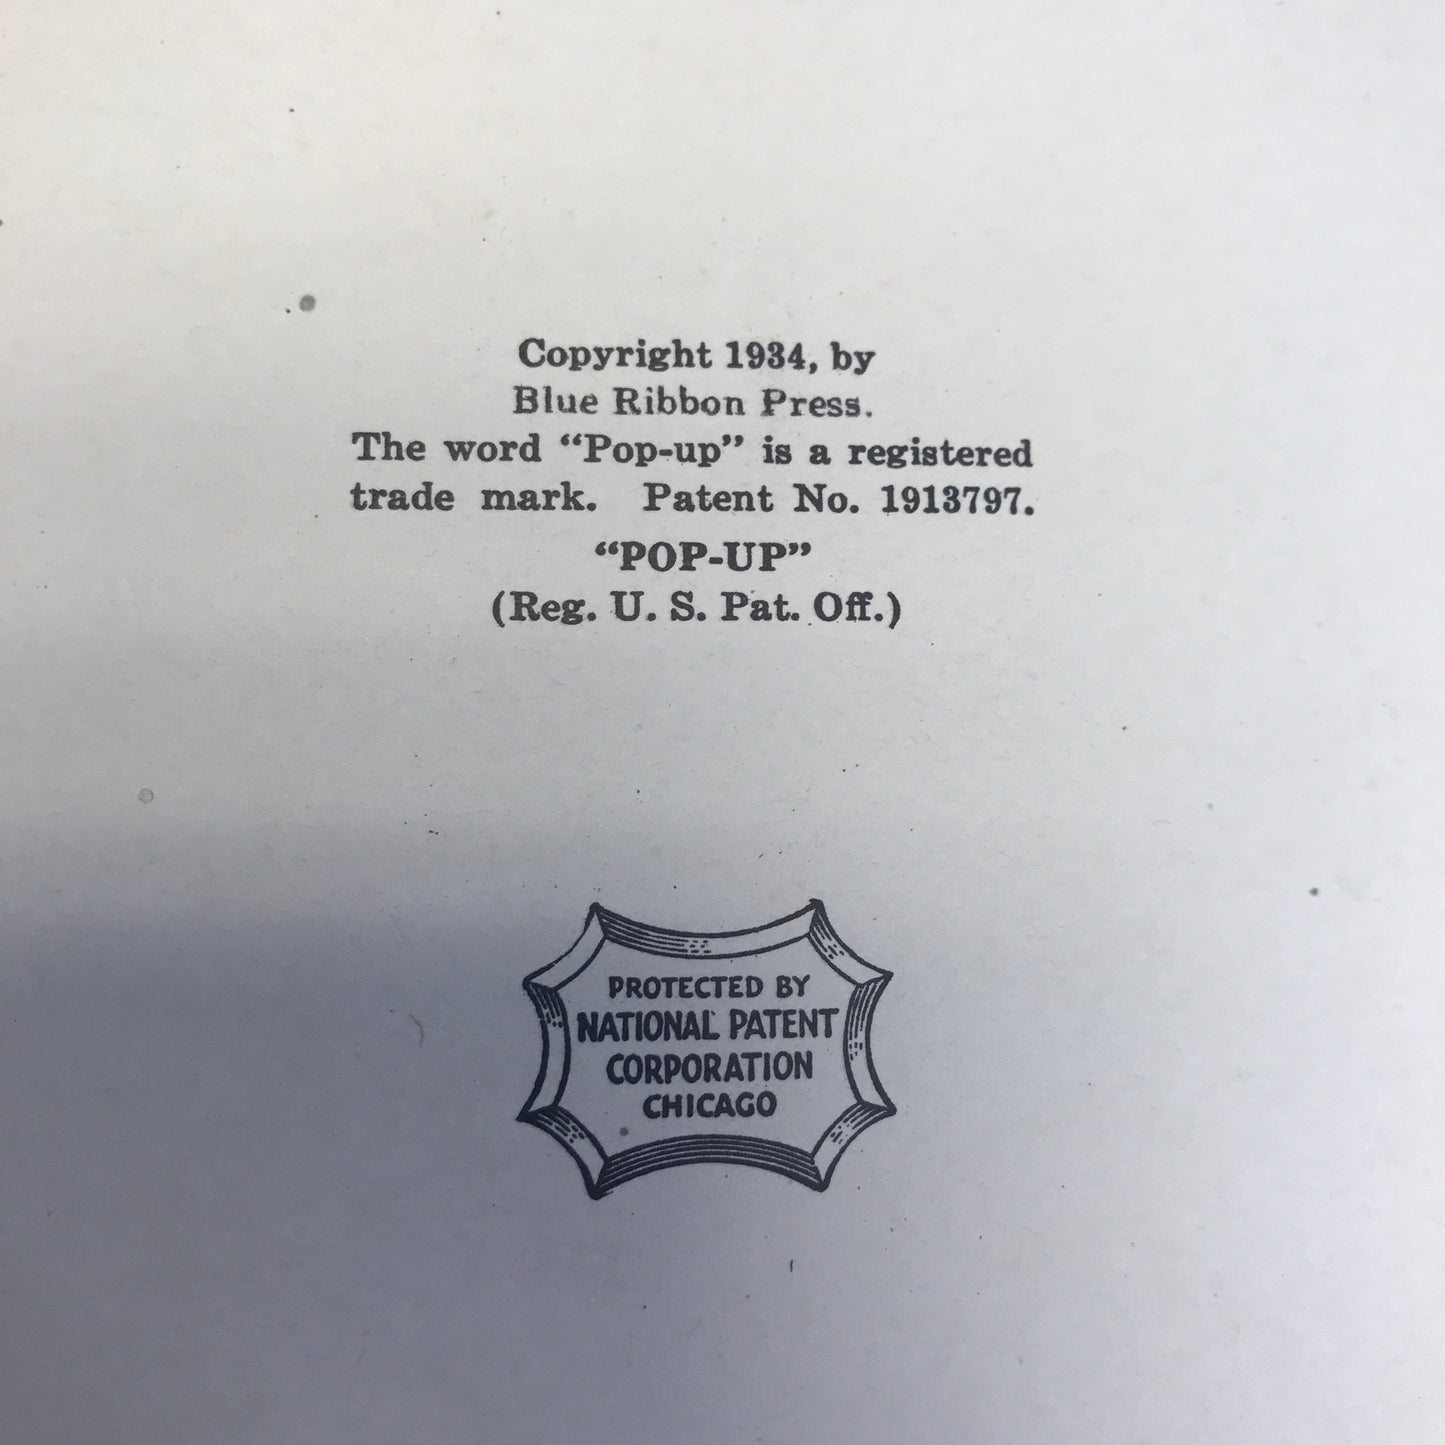 Copyright 1934, by
Blue Ribbon Press.
The word “Pop-up” is a registered
trade mark. Patent No. 1913797.
“POP-UP”
(Reg. U. S. Pat. Off.)
PROTECTED BY
NATIONAL PATENT
CORPORATION
CHICAGO